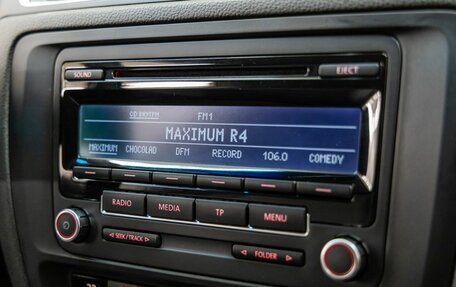 SOUND EJECT
FM1
MAXIMUM R4
MAXIMUM CHOCOLAD DFM RECORD 106.0 COMEDY
RADIO MEDIA TP MENU
SEEK/TRACK FOLDER